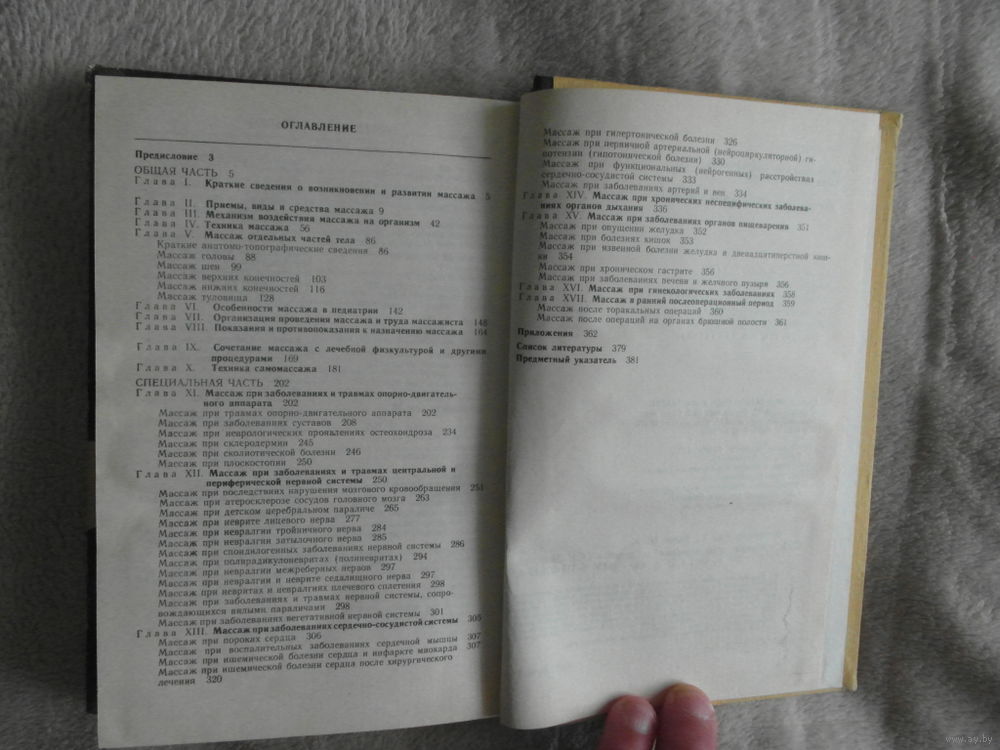 ОГЛАВЛЕНИЕ
Предисловие 3
ОБЩАЯ ЧАСТЬ 5
Глава I. Краткие сведения о возникновении и развитии массажа 5
Глава II. Приемы, виды и средства массажа 9
Глава III. Механизм воздействия массажа на организм 42
Глава IV. Техника массажа 56
Глава V. Массаж отдельных частей тела 86
Краткие анатомо-топографические сведения 86
Массаж головы 88
Массаж шеи 99
Массаж верхних конечностей 103
Массаж нижних конечностей 116
Массаж туловища 128
Глава VI. Особенности массажа в педиатрии 142
Глава VII. Организация проведения массажа и труда массажиста 148
Глава VIII. Показания и противопоказания к назначению массажа 164
Глава IX. Сочетание массажа с лечебной физкультурой и другими
процедурами 169
Глава X. Техника самомассажа 181
СПЕЦИАЛЬНАЯ ЧАСТЬ 202
Глава XI. Массаж при заболеваниях и травмах опорно-двигатель-
ного аппарата 202
Массаж при травмах опорно-двигательного аппарата 202
Массаж при заболеваниях суставов 208
Массаж при неврологических проявлениях остеохондроза 234
Массаж при склеродермии 245
Массаж при сколиотической болезни 246
Массаж при плоскостопии 250
Глава XII. Массаж при заболеваниях и травмах центральной и
периферической нервной системы 250
Массаж при последствиях нарушения мозгового кровообращения 251
Массаж при атеросклерозе сосудов головного мозга 263
Массаж при детском церебральном параличе 265
Массаж при неврите лицевого нерва 277
Массаж при невралгии тройничного нерва 284
Массаж при невралгии затылочного нерва 285
Массаж при спондилогенных заболеваниях нервной системы 286
Массаж при полирадикулоневритах (полиневритах) 294
Массаж при невралгии межреберных нервов 297
Массаж при невралгии и неврите седалищного нерва 297
Массаж при невритах и невралгиях плечевого сплетения 298
Массаж при заболеваниях и травмах нервной системы, сопро-
вождающихся вялыми параличами 298
Массаж при заболеваниях вегетативной нервной системы 301
Глава XIII. Массаж при заболеваниях сердечно-сосудистой системы 305
Массаж при пороках сердца 306
Массаж при воспалительных заболеваниях сердечной мышцы 307
Массаж при ишемической болезни сердца и инфаркте миокарда 307
Массаж при ишемической болезни сердца после хирургического
лечения 320
Массаж при гипертонической болезни 326
Массаж при первичной артериальной (нейроциркуляторной) ги-
потензии (гипотонической болезни) 330
Массаж при функциональных (нейрогенных) расстройствах
сердечно-сосудистой системы 333
Массаж при заболеваниях артерий и вен 334
Глава XIV. Массаж при хронических неспецифических заболева-
ниях органов дыхания 336
Глава XV. Массаж при заболеваниях органов пищеварения 351
Массаж при опущении желудка 352
Массаж при болезнях кишок 353
Массаж при язвенной болезни желудка и двенадцатиперстной киш-
ки 354
Массаж при хроническом гастрите 356
Массаж при заболеваниях печени и желчного пузыря 356
Глава XVI. Массаж при гинекологических заболеваниях 358
Глава XVII. Массаж в ранний послеоперационный период 359
Массаж после торакальных операций 360
Массаж после операций на органах брюшной полости 361
Приложения 362
Список литературы 379
Предметный указатель 381
www.ay.by